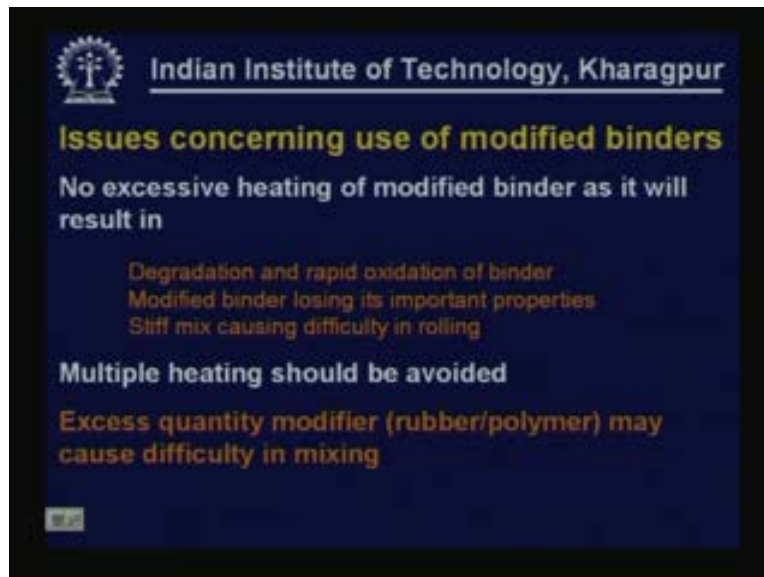 Indian Institute of Technology, Kharagpur
Issues concerning use of modified binders
No excessive heating of modified binder as it will
result in
Degradation and rapid oxidation of binder
Modified binder losing its important properties
Stiff mix causing difficulty in rolling
Multiple heating should be avoided
Excess quantity modifier (rubber/polymer) may
cause difficulty in mixing